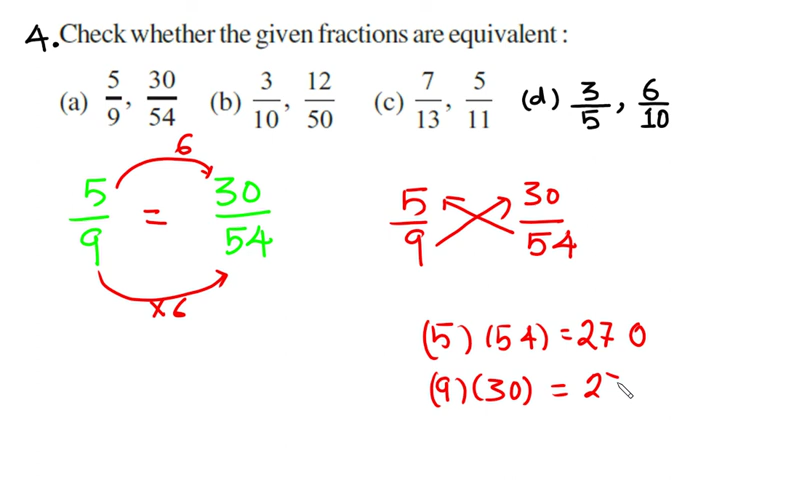 4. Check whether the given fractions are equivalent :
(a) 5/9, 30/54 (b) 3/10, 12/50 (c) 7/13, 5/11 (d) 3/5, 6/10
6
5/9 = 30/54
×6
5/9 30/54
(5) (54) = 270
(9) (30) = 2